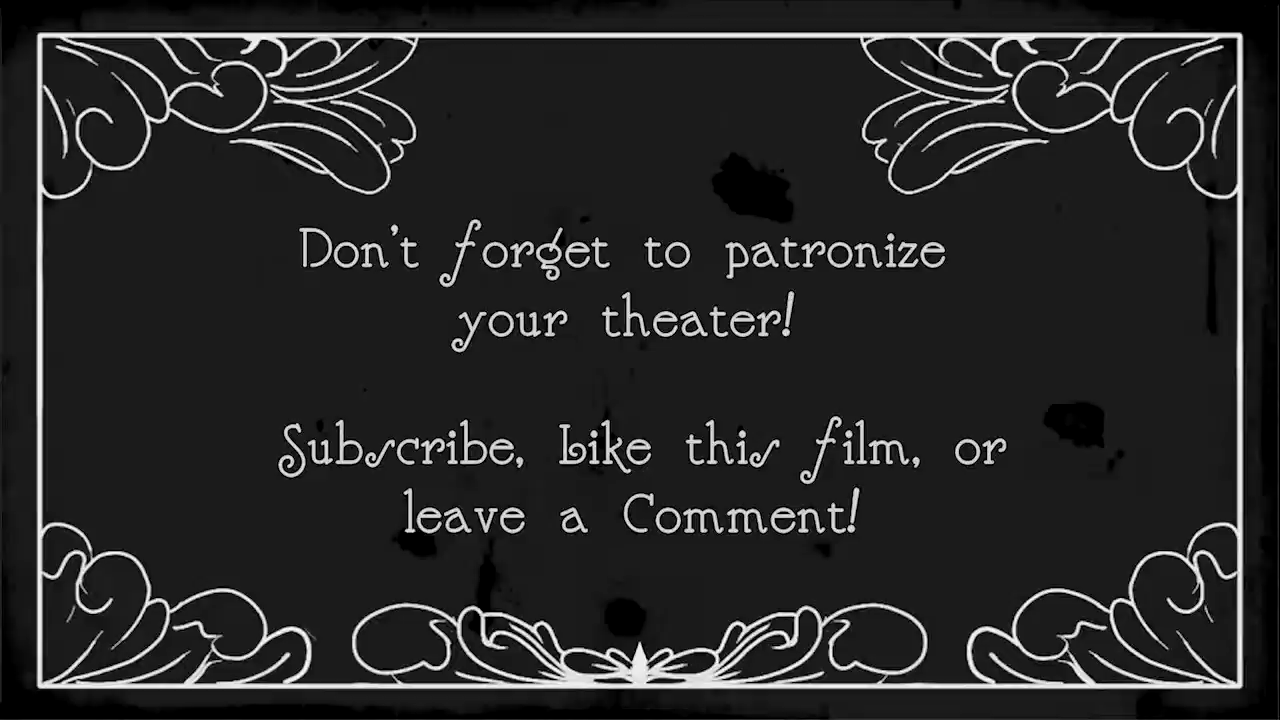 Don't forget to patronize
your theater!
Subscribe, Like this film, or
leave a Comment!